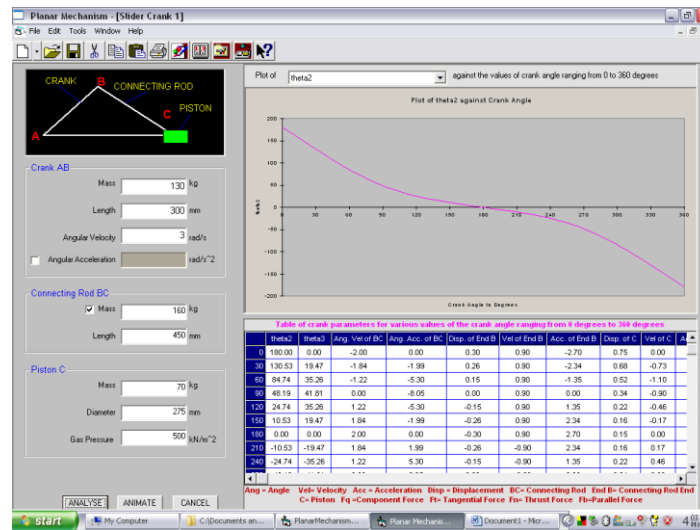 Planar Mechanism - [Slider Crank 1]
File Edit Tools Window Help
CRANK
B
CONNECTING ROD
PISTON
C
A
Crank AB
Mass 130 kg
Length 300 mm
Angular Velocity 3 rad/s
Angular Acceleration rad/s^2
Connecting Rod BC
Mass 160 kg
Length 450 mm
Piston C
Mass 70 kg
Diameter 275 mm
Gas Pressure 500 kN/m^2
ANALYSE ANIMATE CANCEL
Plot of theta2 against the values of crank angle ranging from 0 to 360 degrees
Plot of theta2 against Crank Angle
200
150
100
50
0
-50
-100
-150
-200
theta2
0 30 60 90 120 150 180 210 240 270 300 330 360
Crank Angle in Degrees
Table of crank parameters for various values of the crank angle ranging from 0 degrees to 360 degrees
theta2 theta3 Ang. Vel of BC Ang. Acc. of BC Disp. of End B Vel of End B Acc. of End B Disp. of C Vel of C
0 180.00 0.00 -2.00 0.00 0.30 0.90 -2.70 0.75 0.00
30 130.53 19.47 -1.84 -1.99 0.26 0.90 -2.34 0.68 -0.73
60 84.74 35.26 -1.22 -5.30 0.15 0.90 -1.35 0.52 -1.10
90 48.19 41.81 0.00 -8.05 0.00 0.90 0.00 0.34 -0.90
120 24.74 35.26 1.22 -5.30 -0.15 0.90 1.35 0.22 -0.46
150 10.53 19.47 1.84 -1.99 -0.26 0.90 2.34 0.16 -0.17
180 0.00 0.00 2.00 0.00 -0.30 0.90 2.70 0.15 0.00
210 -10.53 -19.47 1.84 1.99 -0.26 -0.90 2.34 0.16 0.17
240 -24.74 -35.26 1.22 5.30 -0.15 -0.90 1.35 0.22 0.46
Ang = Angle Vel= Velocity Acc = Acceleration Disp = Displacement BC= Connecting Rod End B= Connecting Rod End
C= Piston Fq =Component Force Ft= Tangential Force Fn= Thrust Force Fb=Parallel Force
start My Computer C:\Documents an... PlanarMechanism... Planar Mechanis... Document1 - Micr...